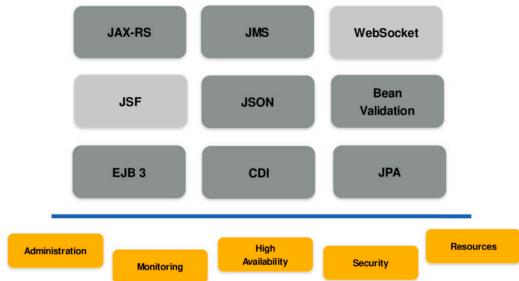 JAX-RS
JMS
WebSocket
JSF
JSON
Bean
Validation
EJB 3
CDI
JPA
Administration
Monitoring
High
Availability
Security
Resources